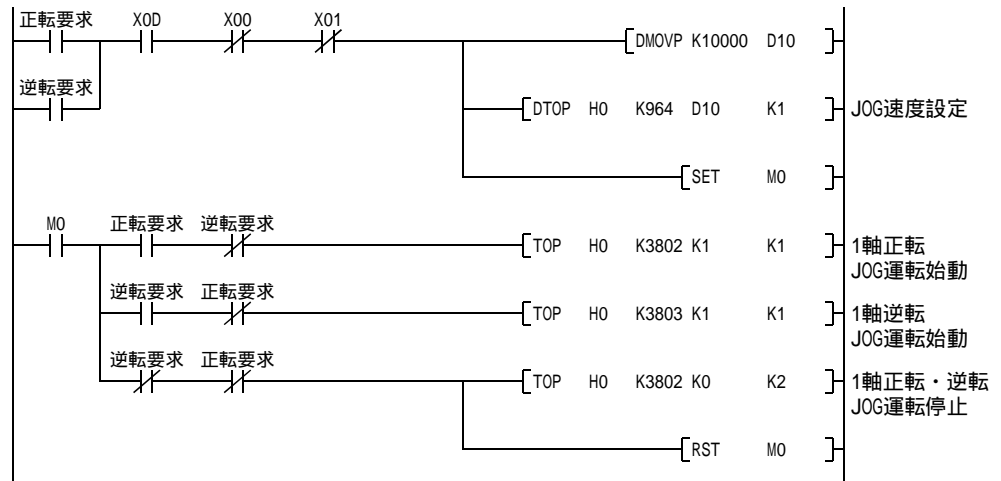 正転要求 X0D X00 X01
DMOVP K10000 D10
逆転要求
DTOP H0 K964 D10 K1 JOG速度設定
SET M0
M0 正転要求 逆転要求
TOP H0 K3802 K1 K1 1軸正転
JOG運転始動
逆転要求 正転要求
TOP H0 K3803 K1 K1 1軸逆転
JOG運転始動
逆転要求 正転要求
TOP H0 K3802 K0 K2 1軸正転・逆転
JOG運転停止
RST M0